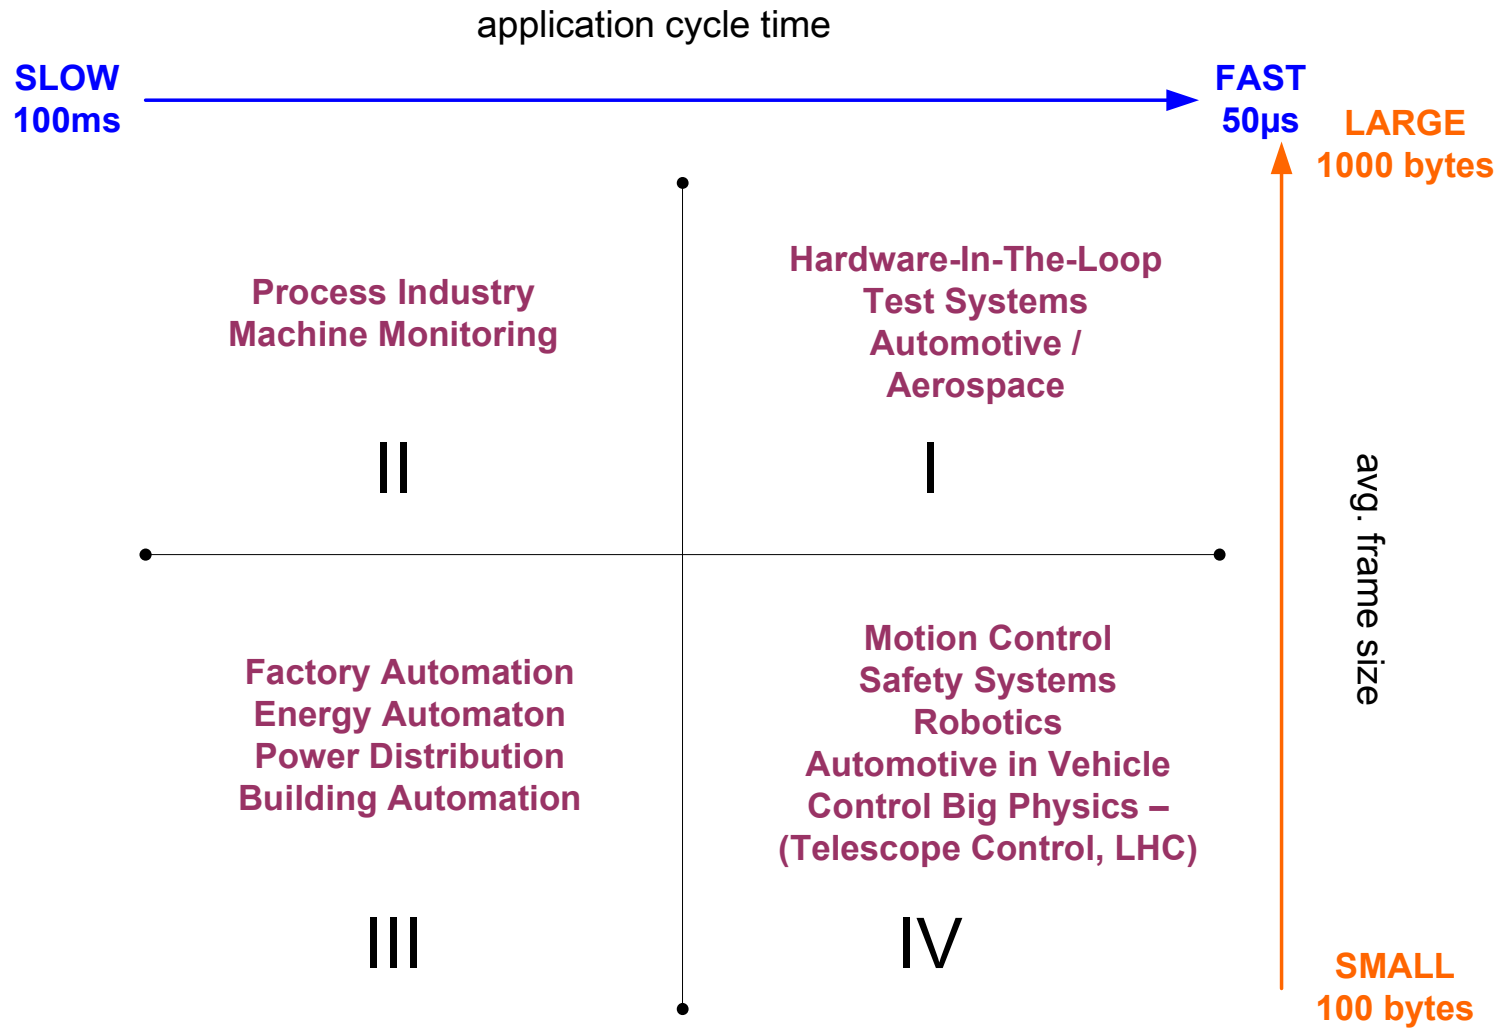 application cycle time
SLOW
100ms
FAST
50µs
LARGE
1000 bytes
Process Industry
Machine Monitoring
II
Hardware-In-The-Loop
Test Systems
Automotive /
Aerospace
I
avg. frame size
Factory Automation
Energy Automaton
Power Distribution
Building Automation
III
Motion Control
Safety Systems
Robotics
Automotive in Vehicle
Control Big Physics –
(Telescope Control, LHC)
IV
SMALL
100 bytes